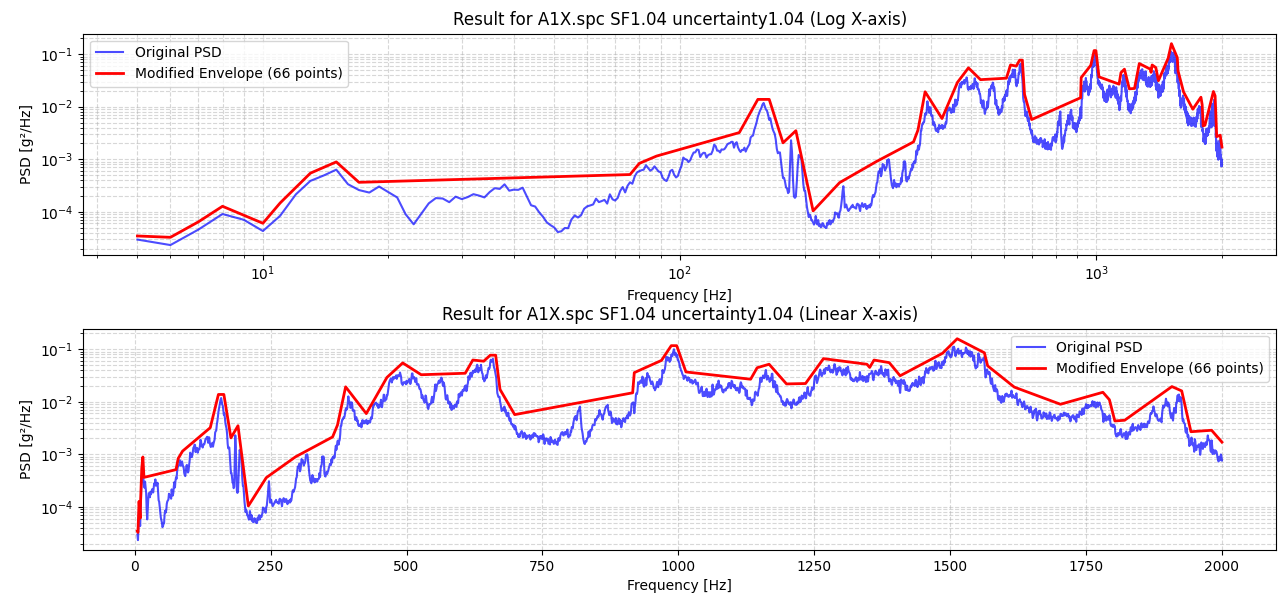 Result for A1X.spc SF1.04 uncertainty1.04 (Log X-axis)
Original PSD
Modified Envelope (66 points)
PSD [g²/Hz]
10⁻¹
10⁻²
10⁻³
10⁻⁴
10¹ 10² 10³
Frequency [Hz]
Result for A1X.spc SF1.04 uncertainty1.04 (Linear X-axis)
Original PSD
Modified Envelope (66 points)
PSD [g²/Hz]
10⁻¹
10⁻²
10⁻³
10⁻⁴
0 250 500 750 1000 1250 1500 1750 2000
Frequency [Hz]